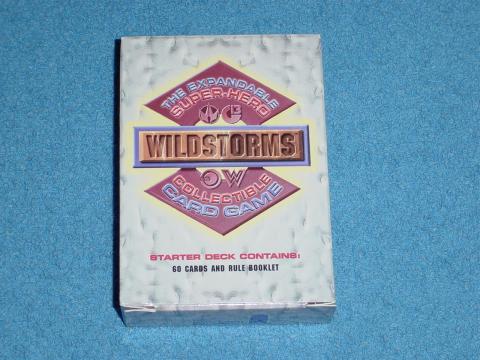 THE EXPANDABLE
SUPER-HERO
WILDSTORMS
COLLECTIBLE
CARD GAME
STARTER DECK CONTAINS:
60 CARDS AND RULE BOOKLET